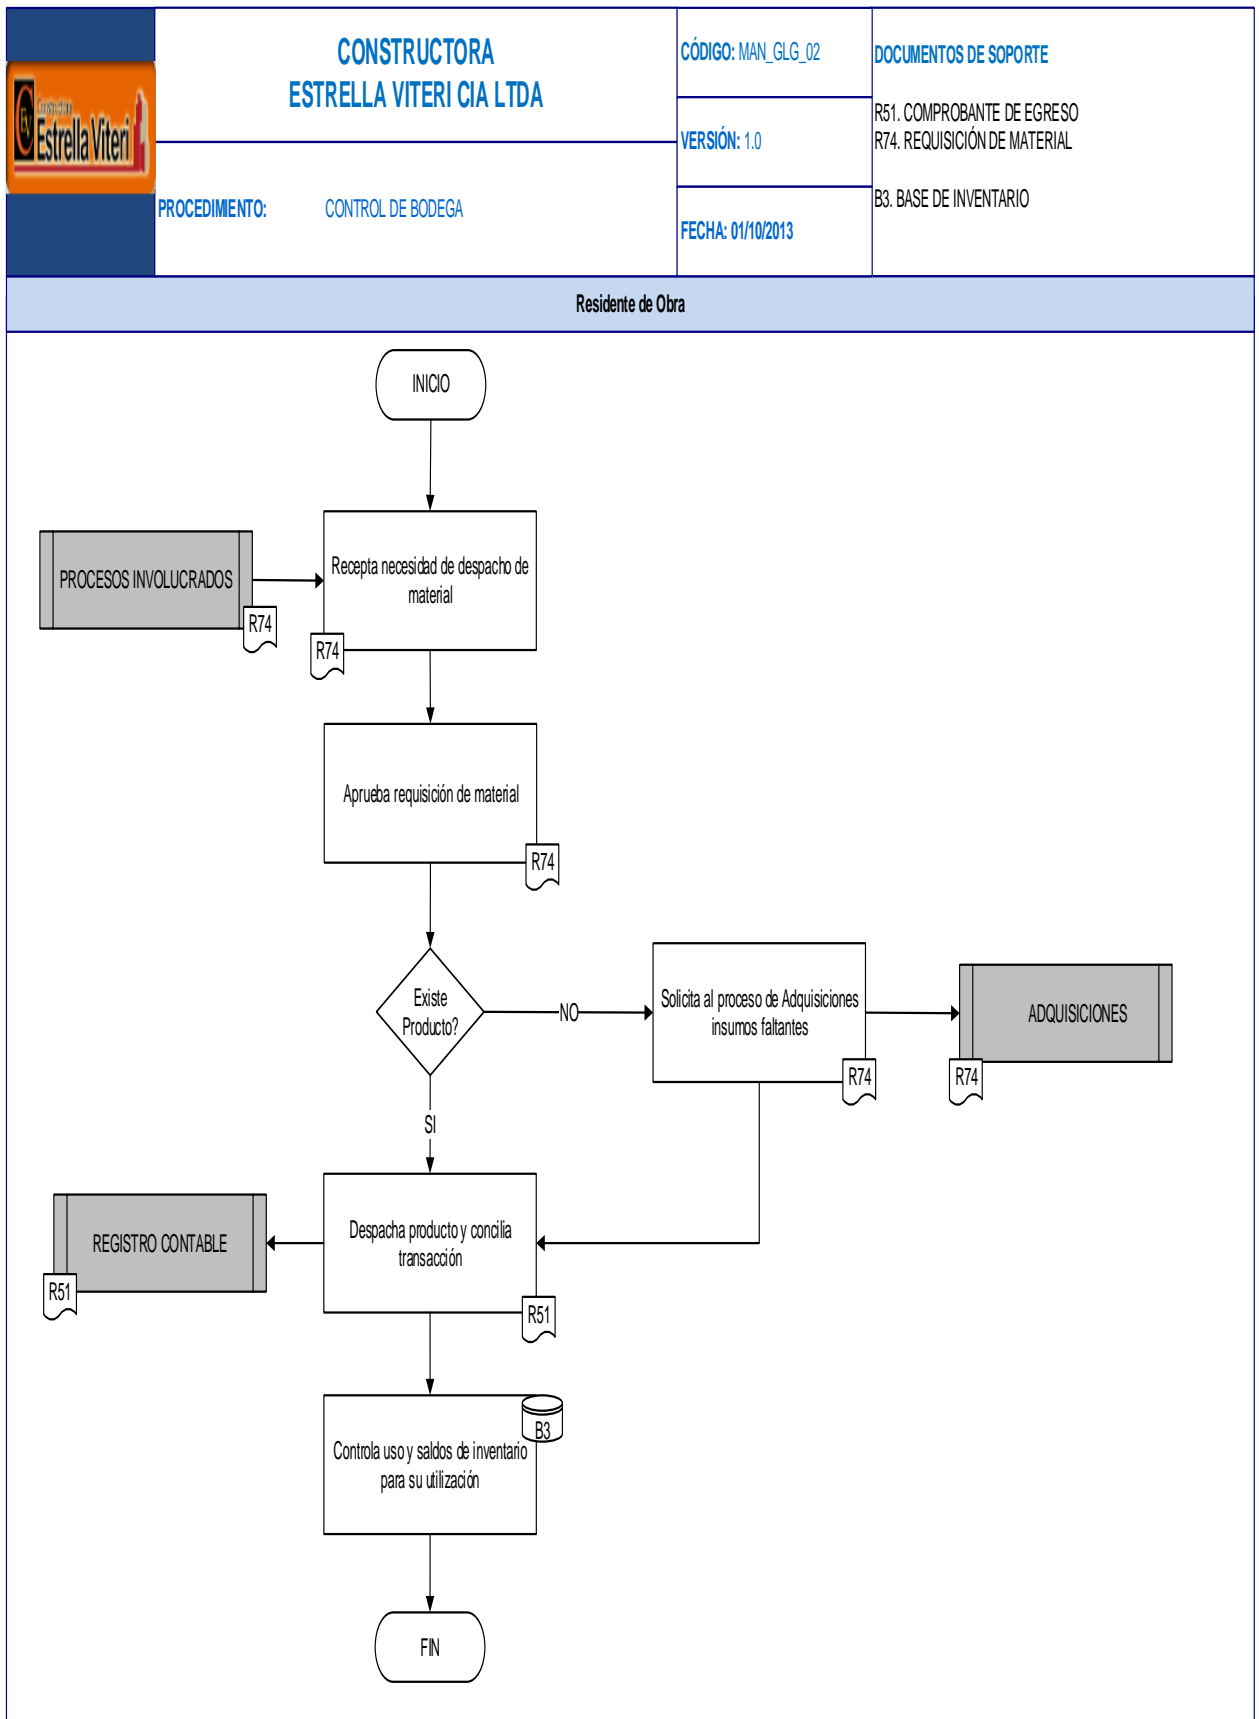 CONSTRUCTORA
ESTRELLA VITERI CIA LTDA
CÓDIGO: MAN_GLG_02
VERSIÓN: 1.0
FECHA: 01/10/2013
DOCUMENTOS DE SOPORTE
R51. COMPROBANTE DE EGRESO
R74. REQUISICIÓN DE MATERIAL
B3. BASE DE INVENTARIO
Constructora
Estrella Viteri
PROCEDIMIENTO: CONTROL DE BODEGA
Residente de Obra
INICIO
PROCESOS INVOLUCRADOS
R74
Recepta necesidad de despacho de
material
R74
Aprueba requisición de material
R74
Existe
Producto?
NO
Solicita al proceso de Adquisiciones
insumos faltantes
R74
ADQUISICIONES
R74
SI
REGISTRO CONTABLE
R51
Despacha producto y concilia
transacción
R51
B3
Controla uso y saldos de inventario
para su utilización
FIN